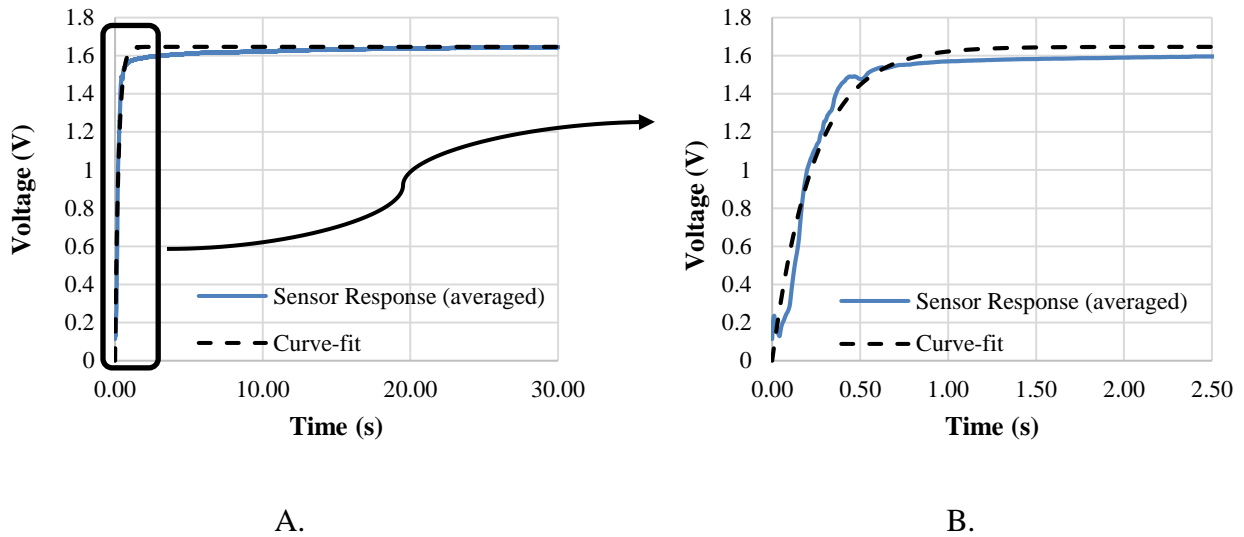 Voltage (V)
1.8
1.6
1.4
1.2
1
0.8
0.6
0.4
0.2
0
Sensor Response (averaged)
Curve-fit
0.00 10.00 20.00 30.00
Time (s)
A.
Voltage (V)
1.8
1.6
1.4
1.2
1
0.8
0.6
0.4
0.2
0
Sensor Response (averaged)
Curve-fit
0.00 0.50 1.00 1.50 2.00 2.50
Time (s)
B.